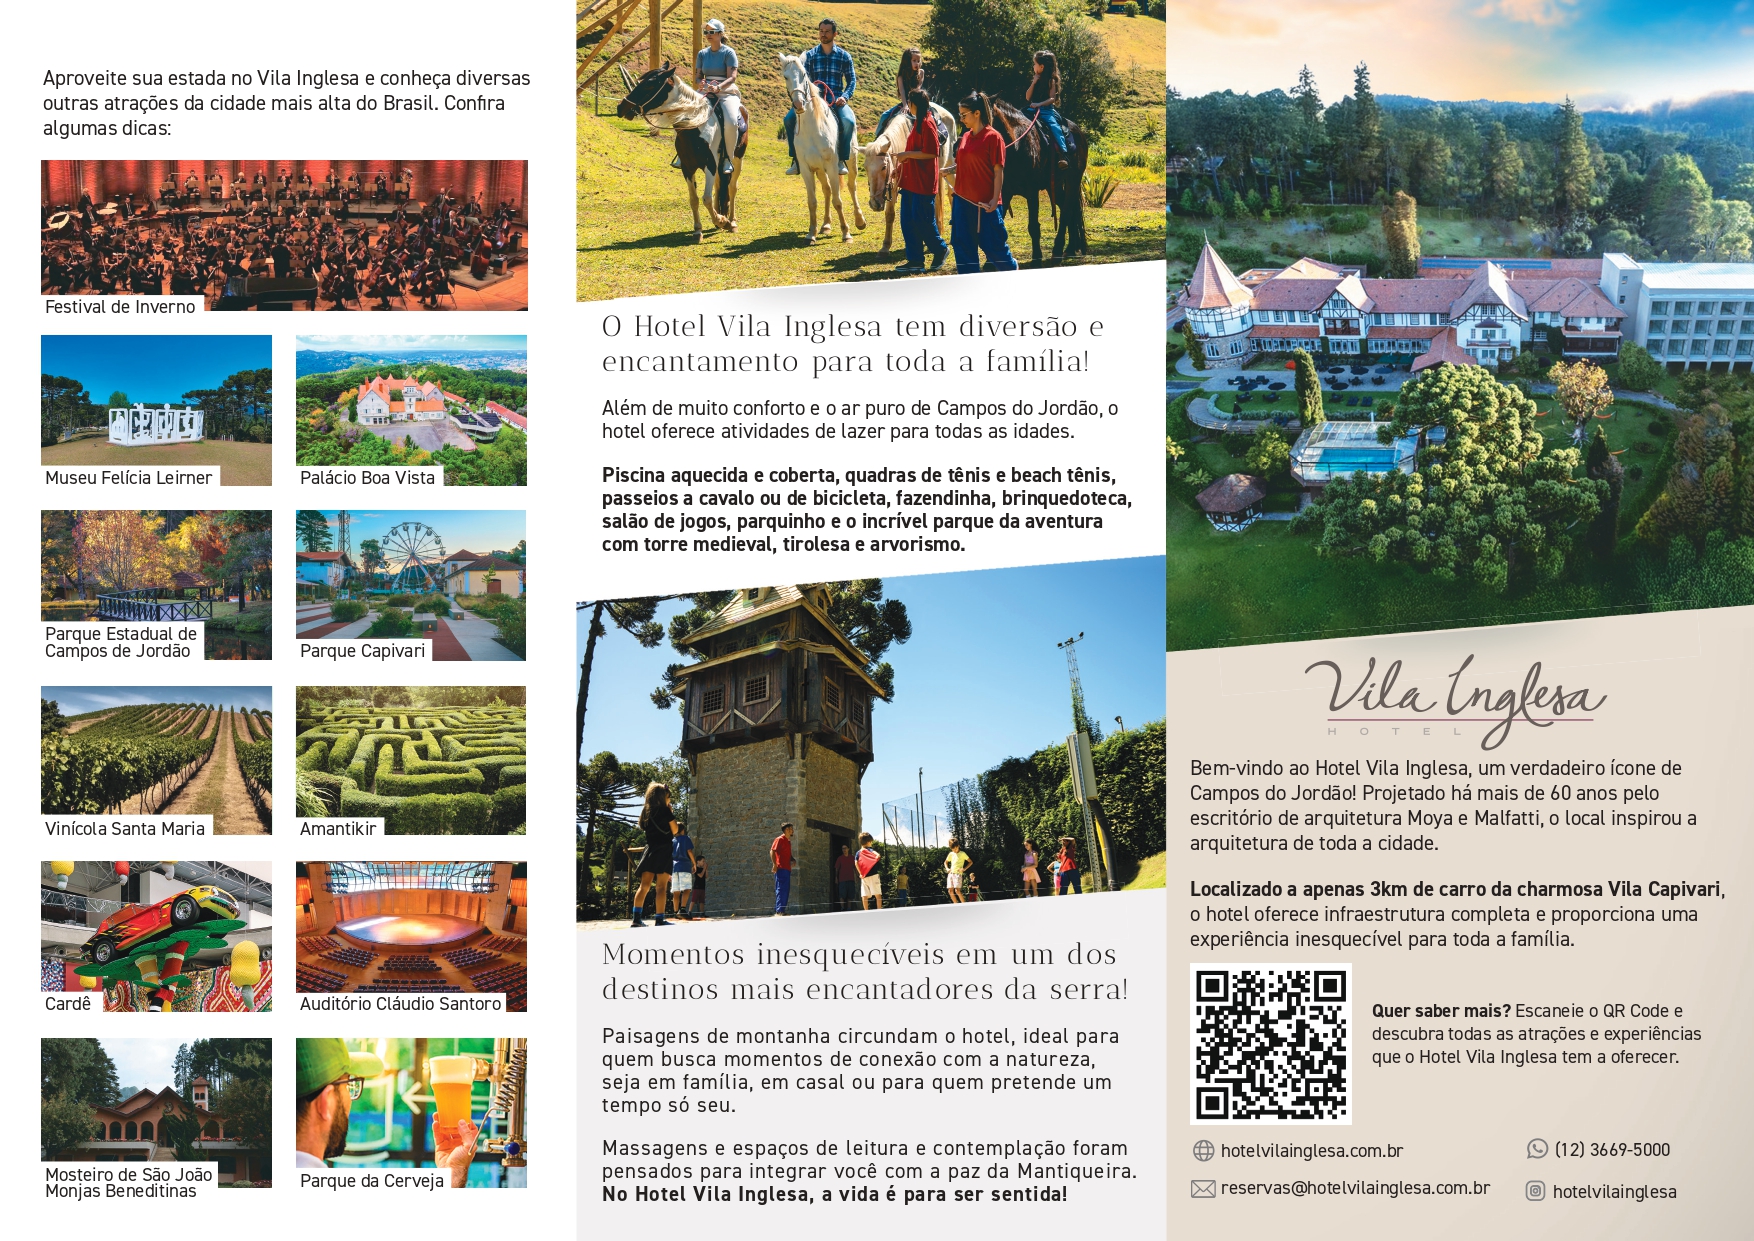 Aproveite sua estada no Vila Inglesa e conheça diversas
outras atrações da cidade mais alta do Brasil. Confira
algumas dicas:
Festival de Inverno
Museu Felícia Leirner
Palácio Boa Vista
Parque Estadual de
Campos de Jordão
Parque Capivari
Vinícola Santa Maria
Amantikir
Cardê
Auditório Cláudio Santoro
Mosteiro de São João
Monjas Beneditinas
Parque da Cerveja
O Hotel Vila Inglesa tem diversão e
encantamento para toda a família!
Além de muito conforto e o ar puro de Campos do Jordão, o
hotel oferece atividades de lazer para todas as idades.
Piscina aquecida e coberta, quadras de tênis e beach tênis,
passeios a cavalo ou de bicicleta, fazendinha, brinquedoteca,
salão de jogos, parquinho e o incrível parque da aventura
com torre medieval, tirolesa e arvorismo.
Momentos inesquecíveis em um dos
destinos mais encantadores da serra!
Paisagens de montanha circundam o hotel, ideal para
quem busca momentos de conexão com a natureza,
seja em família, em casal ou para quem pretende um
tempo só seu.
Massagens e espaços de leitura e contemplação foram
pensados para integrar você com a paz da Mantiqueira.
No Hotel Vila Inglesa, a vida é para ser sentida!
Vila Inglesa
HOTEL
Bem-vindo ao Hotel Vila Inglesa, um verdadeiro ícone de
Campos do Jordão! Projetado há mais de 60 anos pelo
escritório de arquitetura Moya e Malfatti, o local inspirou a
arquitetura de toda a cidade.
Localizado a apenas 3km de carro da charmosa Vila Capivari,
o hotel oferece infraestrutura completa e proporciona uma
experiência inesquecível para toda a família.
Quer saber mais? Escaneie o QR Code e
descubra todas as atrações e experiências
que o Hotel Vila Inglesa tem a oferecer.
hotelvilainglesa.com.br
(12) 3669-5000
reservas@hotelvilainglesa.com.br
hotelvilainglesa